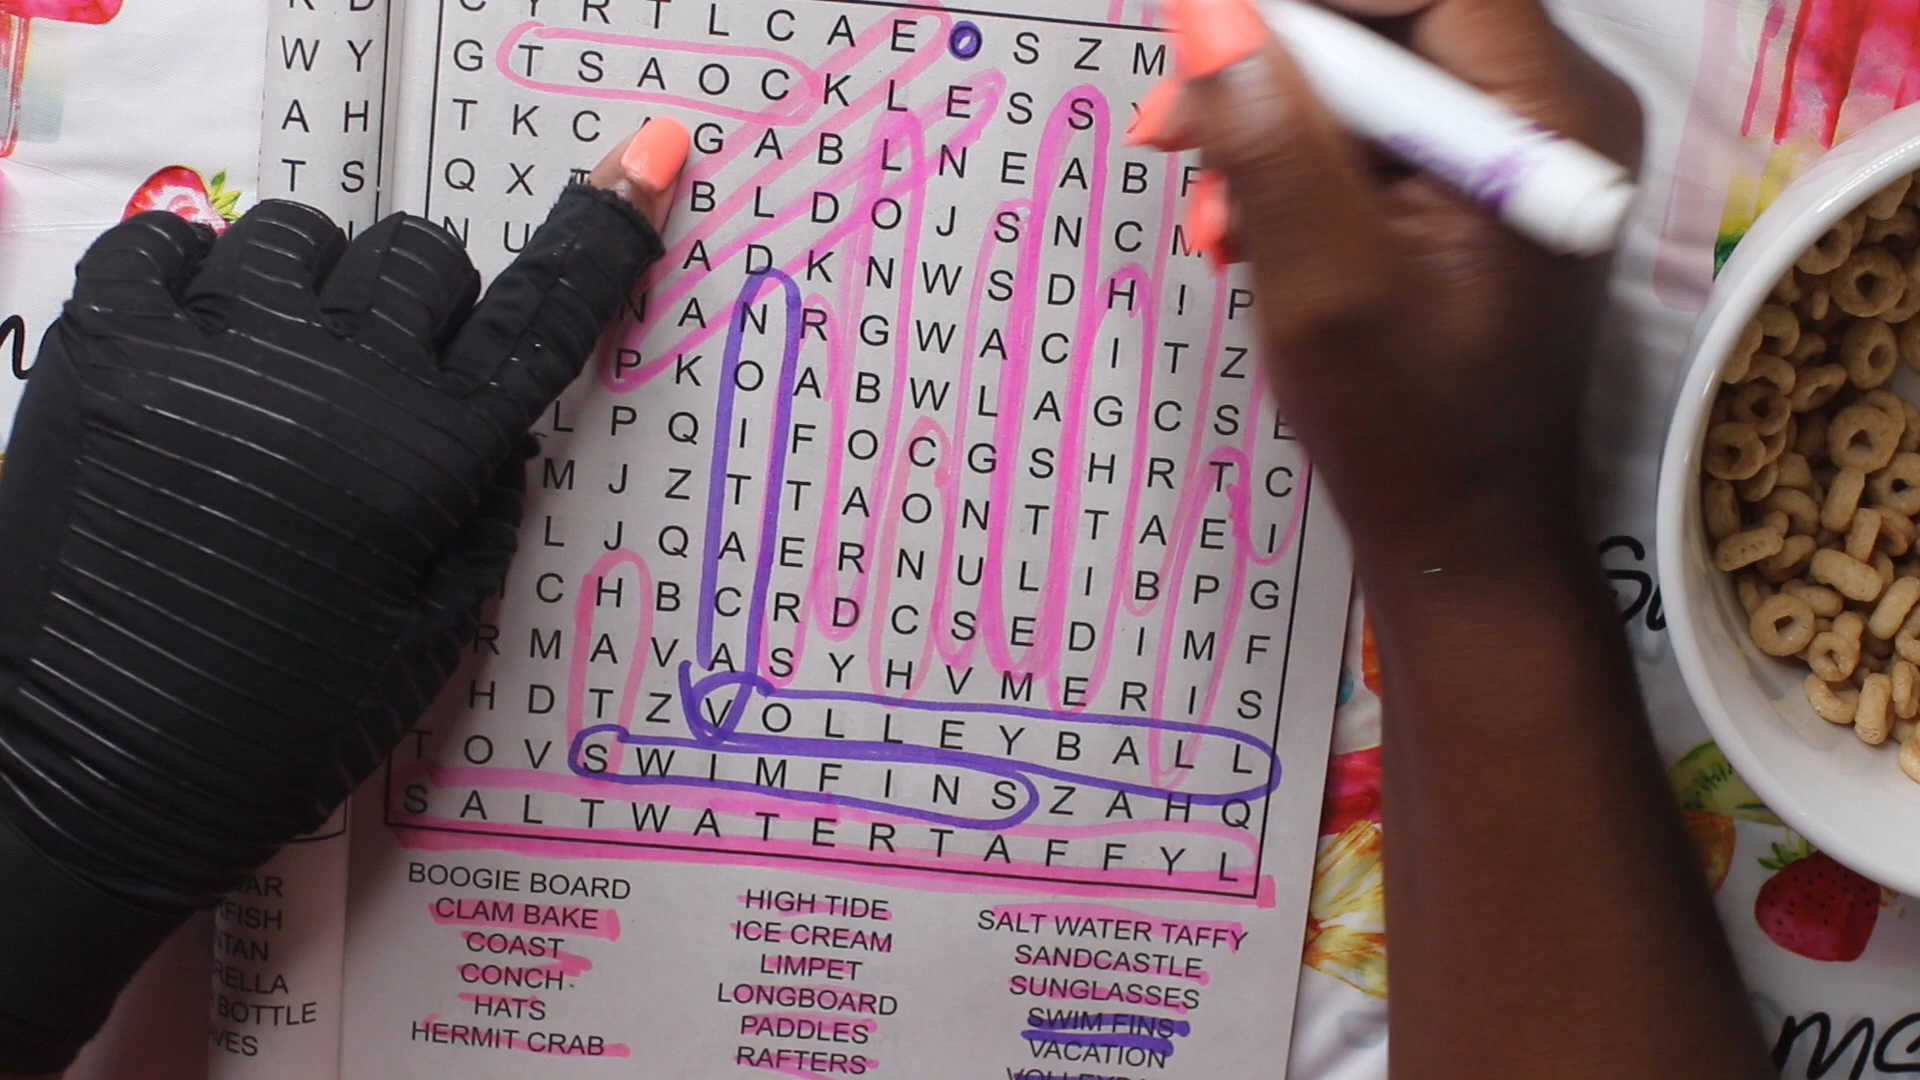 W Y
A H
T S
C Y R T L C A E O S Z M
G T S A O C K L E S S
T K C G A B L N E A B
Q X B L D O J S N C M
N U A D K N W S D H I P
N A N R G W A C I T Z
P K O A B W L A G C S E
L P Q I F O C G S H R T C
M J Z T T A O N T T A E I
L J Q A E R N U L I B P G
C H B C R D C S E D I M F
R M A V A S Y H V M E R I S
H D T Z V O L L E Y B A L L
T O V S W I M F I N S Z A H Q
S A L T W A T E R T A F F Y L
BOOGIE BOARD
CLAM BAKE
COAST
CONCH
HATS
HERMIT CRAB
HIGH TIDE
ICE CREAM
LIMPET
LONGBOARD
PADDLES
RAFTERS
SALT WATER TAFFY
SANDCASTLE
SUNGLASSES
SWIM FINS
VACATION
BOTTLE